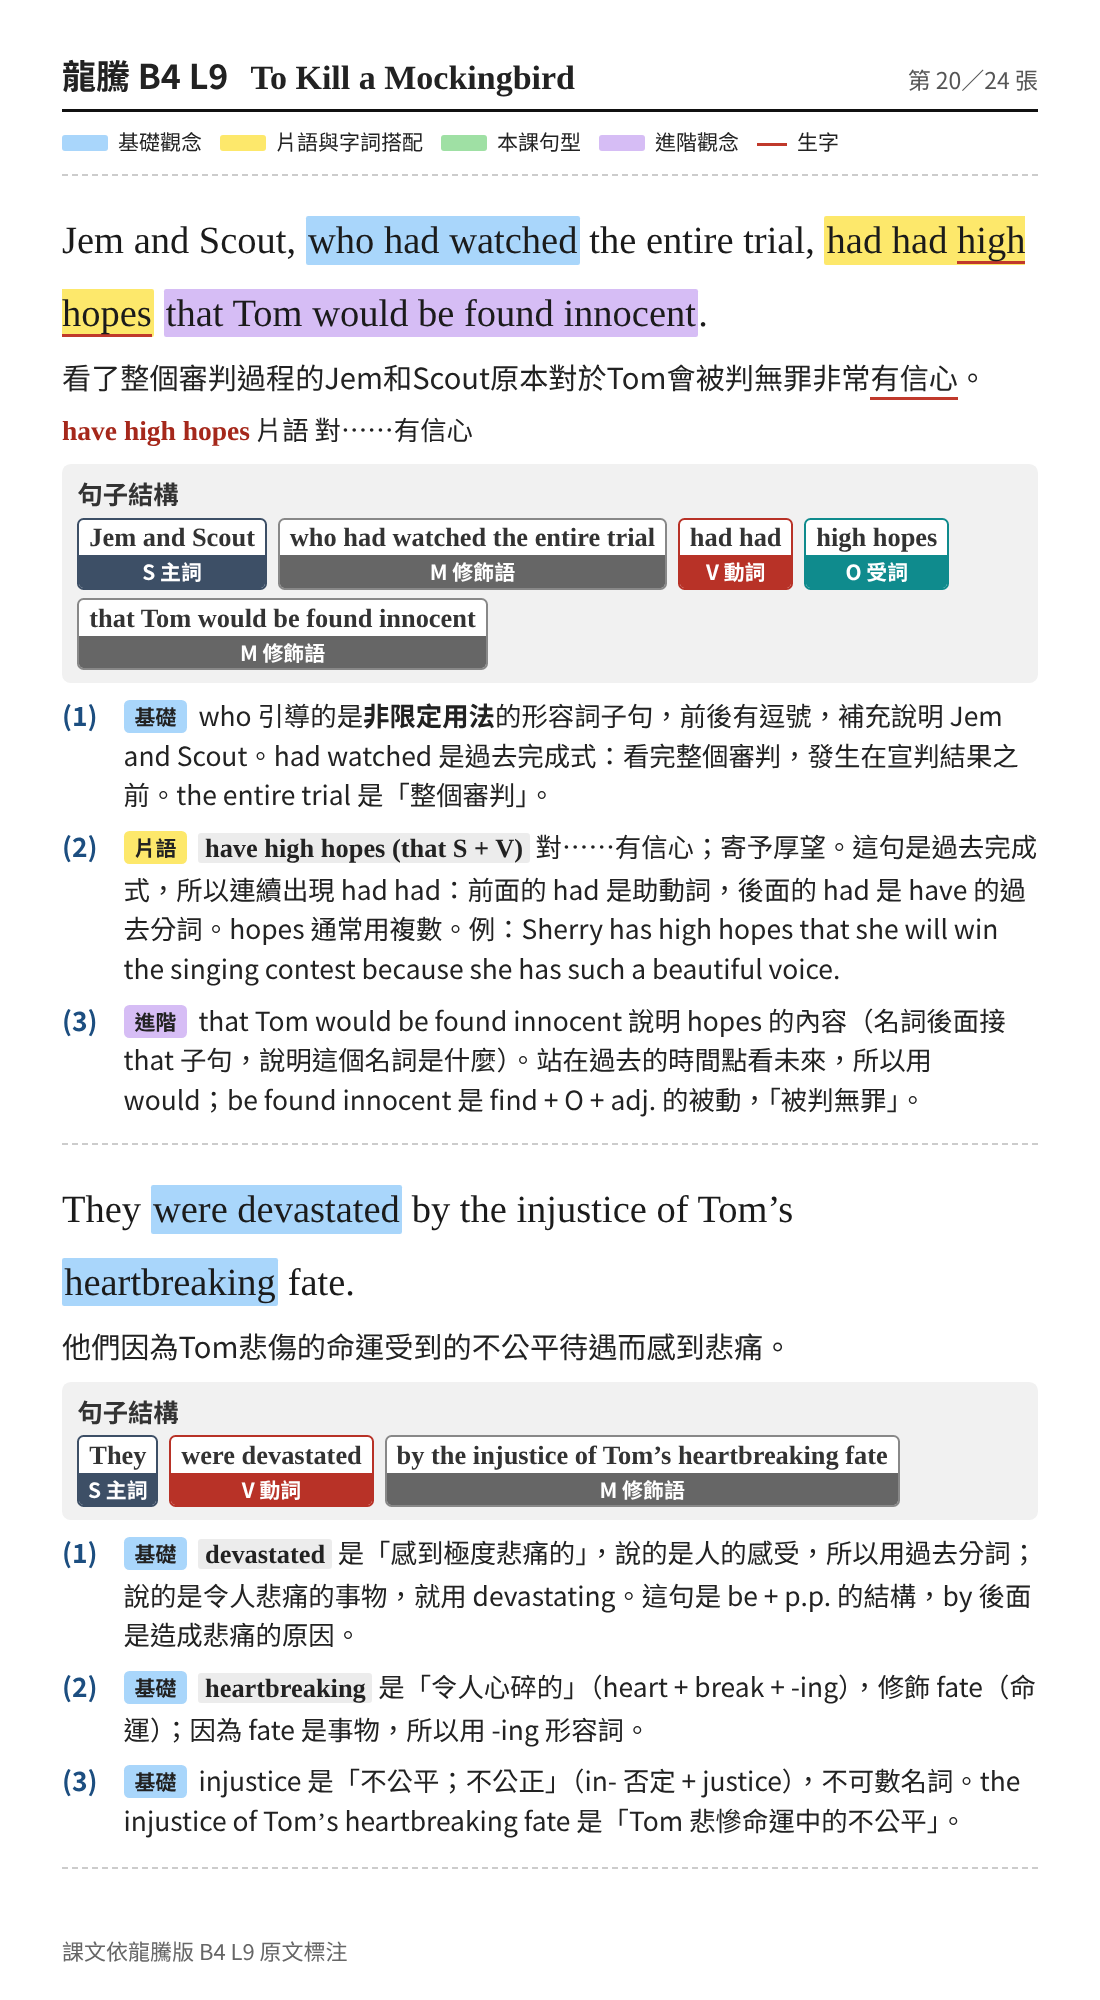 龍騰 B4 L9 To Kill a Mockingbird 第 20／24 張
基礎觀念 片語與字詞搭配 本課句型 進階觀念 生字
Jem and Scout, who had watched the entire trial, had had high
hopes that Tom would be found innocent.
看了整個審判過程的Jem和Scout原本對於Tom會被判無罪非常有信心。
have high hopes 片語 對⋯⋯有信心
句子結構
Jem and Scout who had watched the entire trial had had high hopes
S 主詞 M 修飾語 V 動詞 O 受詞
that Tom would be found innocent
M 修飾語
(1) 基礎 who 引導的是非限定用法的形容詞子句，前後有逗號，補充說明 Jem
and Scout。had watched 是過去完成式：看完整個審判，發生在宣判結果之
前。the entire trial 是「整個審判」。
(2) 片語 have high hopes (that S + V) 對⋯⋯有信心；寄予厚望。這句是過去完成
式，所以連續出現 had had：前面的 had 是助動詞，後面的 had 是 have 的過
去分詞。hopes 通常用複數。例：Sherry has high hopes that she will win
the singing contest because she has such a beautiful voice.
(3) 進階 that Tom would be found innocent 說明 hopes 的內容（名詞後面接
that 子句，說明這個名詞是什麼）。站在過去的時間點看未來，所以用
would；be found innocent 是 find + O + adj. 的被動，「被判無罪」。
They were devastated by the injustice of Tom’s
heartbreaking fate.
他們因為Tom悲傷的命運受到的不公平待遇而感到悲痛。
句子結構
They were devastated by the injustice of Tom’s heartbreaking fate
S 主詞 V 動詞 M 修飾語
(1) 基礎 devastated 是「感到極度悲痛的」，說的是人的感受，所以用過去分詞；
說的是令人悲痛的事物，就用 devastating。這句是 be + p.p. 的結構，by 後面
是造成悲痛的原因。
(2) 基礎 heartbreaking 是「令人心碎的」（heart + break + -ing），修飾 fate（命
運）；因為 fate 是事物，所以用 -ing 形容詞。
(3) 基礎 injustice 是「不公平；不公正」（in- 否定 + justice），不可數名詞。the
injustice of Tom’s heartbreaking fate 是「Tom 悲慘命運中的不公平」。
課文依龍騰版 B4 L9 原文標注